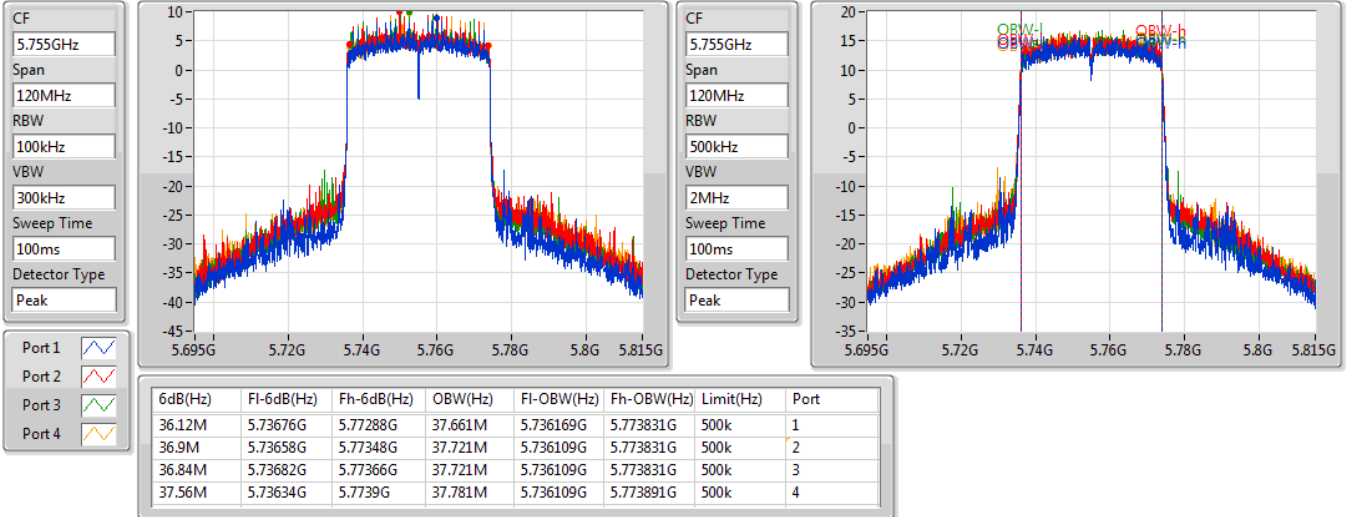 CF
5.755GHz
Span
120MHz
RBW
100kHz
VBW
300kHz
Sweep Time
100ms
Detector Type
Peak
10
5
0
-5
-10
-15
-20
-25
-30
-35
-40
-45
5.695G 5.72G 5.74G 5.76G 5.78G 5.8G 5.815G
CF
5.755GHz
Span
120MHz
RBW
500kHz
VBW
2MHz
Sweep Time
100ms
Detector Type
Peak
20
15
10
5
0
-5
-10
-15
-20
-25
-30
-35
OBW-l OBW-h
5.695G 5.72G 5.74G 5.76G 5.78G 5.8G 5.815G
Port 1
Port 2
Port 3
Port 4
6dB(Hz) Fl-6dB(Hz) Fh-6dB(Hz) OBW(Hz) Fl-OBW(Hz) Fh-OBW(Hz) Limit(Hz) Port
36.12M 5.73676G 5.77288G 37.661M 5.736169G 5.773831G 500k 1
36.9M 5.73658G 5.77348G 37.721M 5.736109G 5.773831G 500k 2
36.84M 5.73682G 5.77366G 37.721M 5.736109G 5.773831G 500k 3
37.56M 5.73634G 5.7739G 37.781M 5.736109G 5.773891G 500k 4